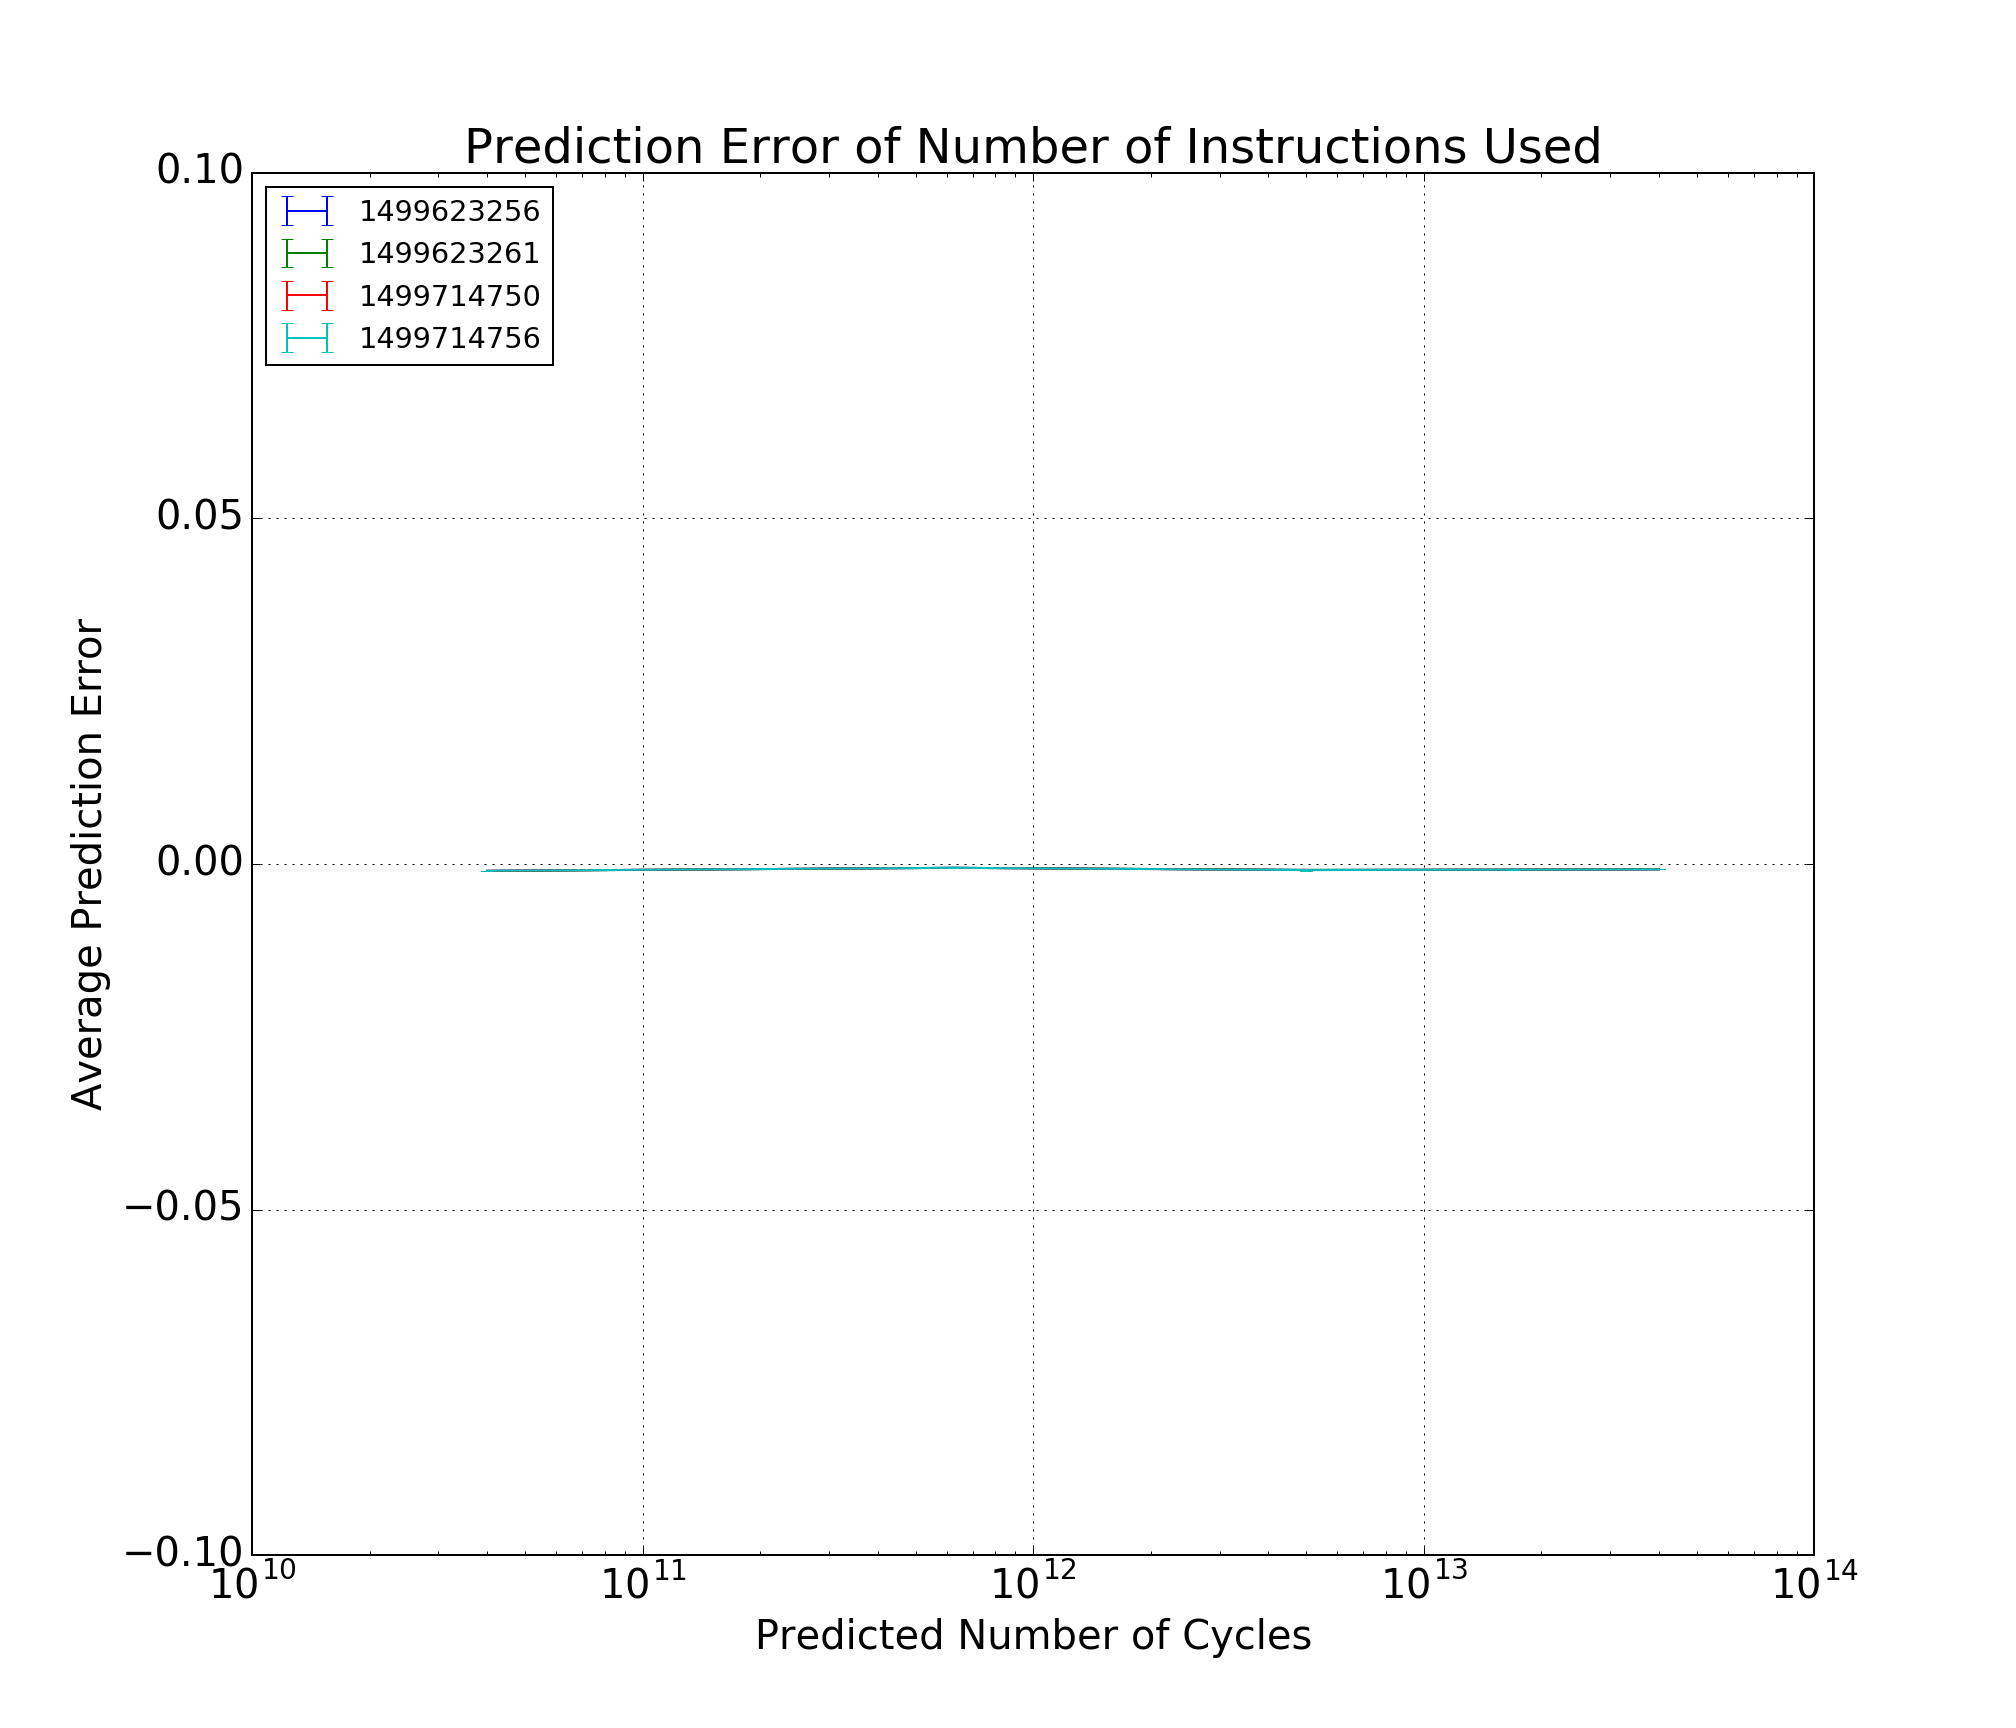 Prediction Error of Number of Instructions Used
0.10
1499623256
1499623261
1499714750
1499714756
0.05
0.00
−0.05
−0.10
Average Prediction Error
10^10 10^11 10^12 10^13 10^14
Predicted Number of Cycles